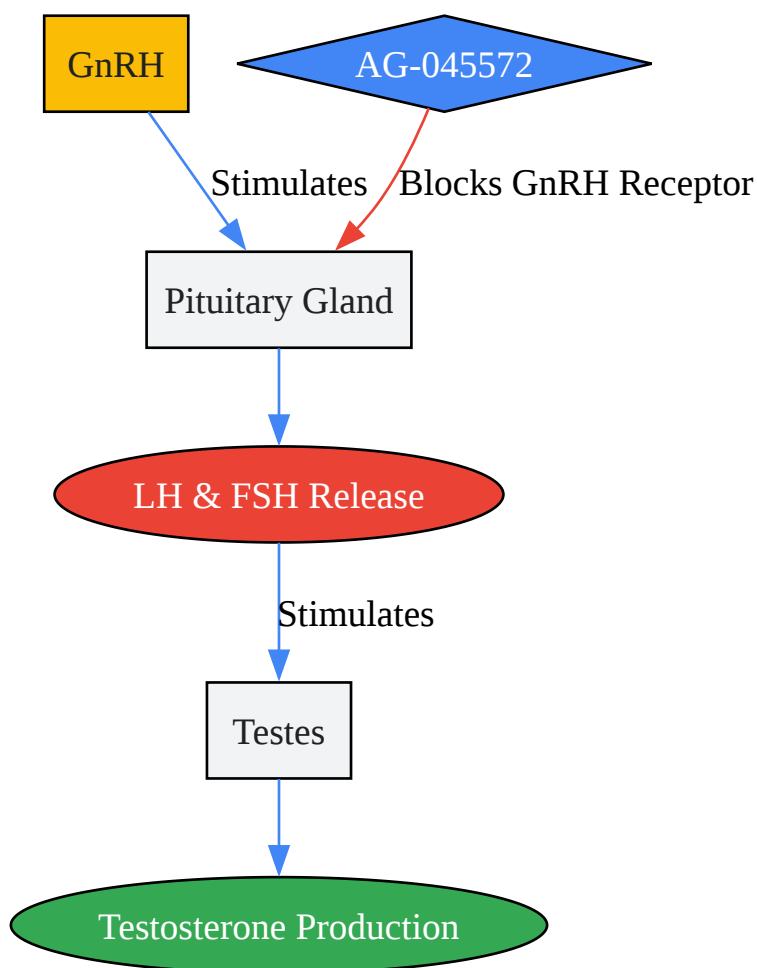 GnRH
AG-045572
Stimulates
Blocks GnRH Receptor
Pituitary Gland
LH & FSH Release
Stimulates
Testes
Testosterone Production